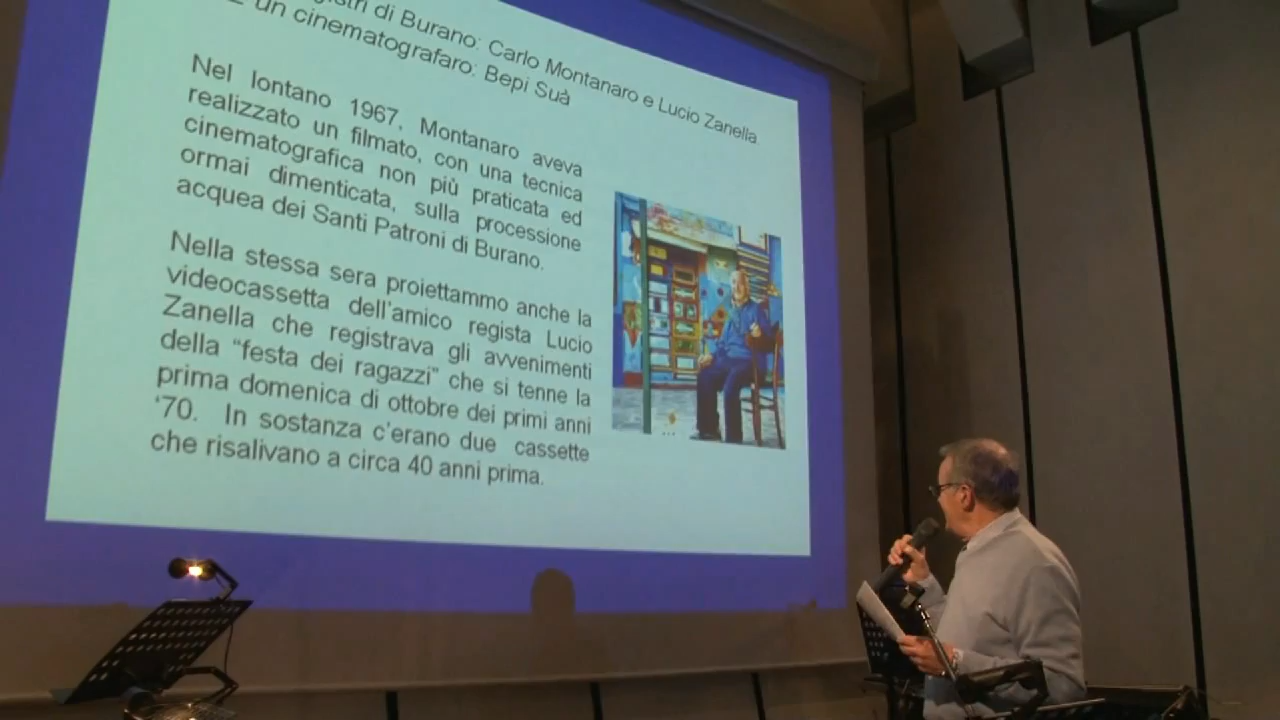 di Burano: Carlo Montanaro e Lucio Zanella
un cinematografaro: Bepi Suà
Nel lontano 1967, Montanaro aveva
realizzato un filmato, con una tecnica
cinematografica non più praticata ed
ormai dimenticata, sulla processione
acquea dei Santi Patroni di Burano.
Nella stessa sera proiettammo anche la
videocassetta dell'amico regista Lucio
Zanella che registrava gli avvenimenti
della "festa dei ragazzi" che si tenne la
prima domenica di ottobre dei primi anni
'70. In sostanza c'erano due cassette
che risalivano a circa 40 anni prima.